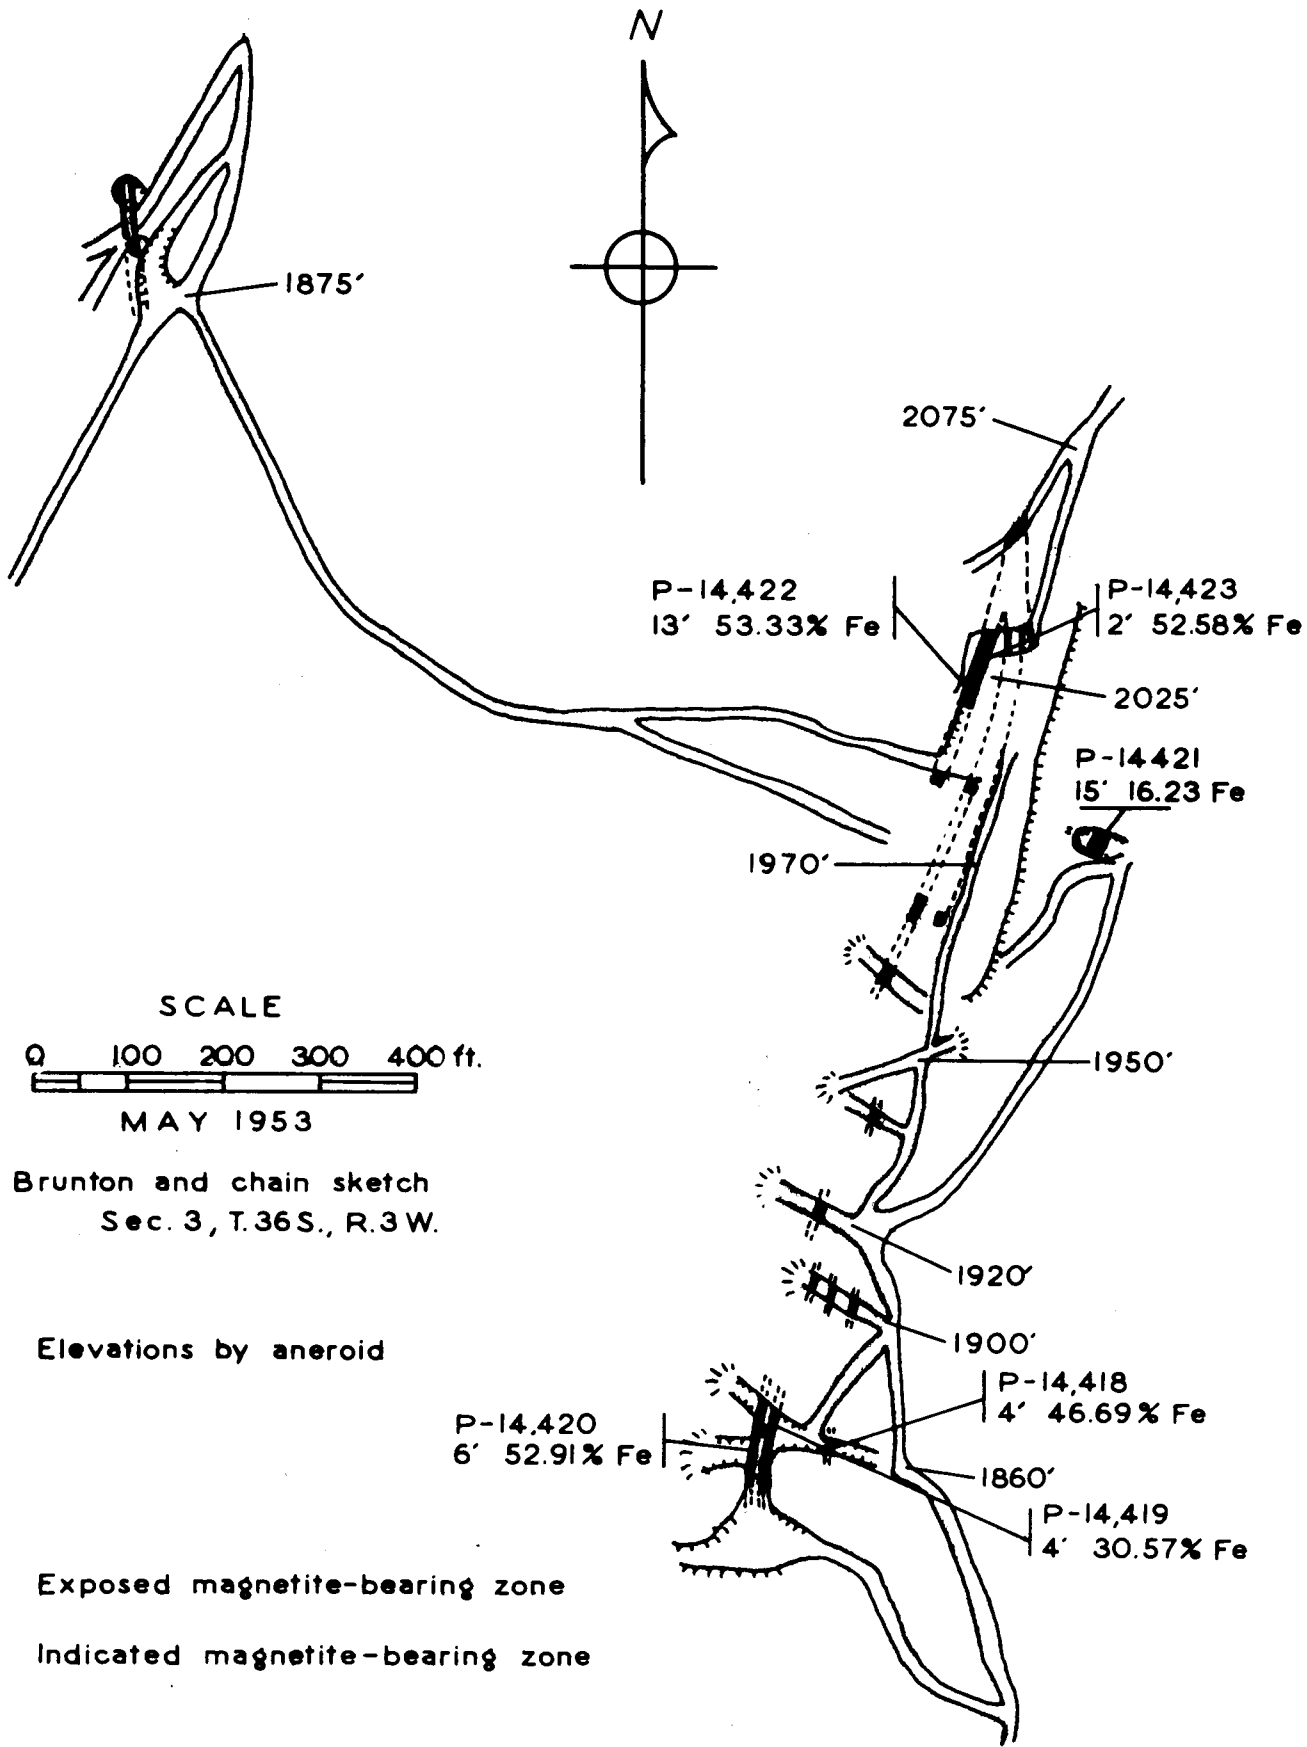 N
1875′
2075′
P-14,422
13′ 53.33% Fe
P-14,423
2′ 52.58% Fe
2025′
P-14421
15′ 16.23 Fe
1970′
SCALE
0 100 200 300 400 ft.
MAY 1953
1950′
Brunton and chain sketch
Sec. 3, T.36S., R.3W.
1920′
1900′
Elevations by aneroid
P-14,418
4′ 46.69% Fe
P-14,420
6′ 52.91% Fe
1860′
P-14,419
4′ 30.57% Fe
Exposed magnetite-bearing zone
Indicated magnetite-bearing zone